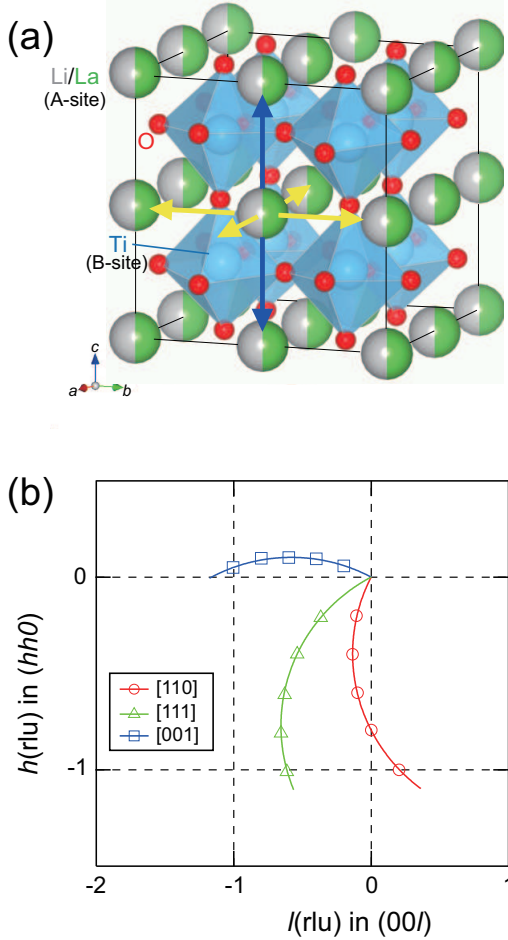 (a)
Li/La
(A-site)
O
Ti
(B-site)
c
a
b
(b)
h(rlu) in (hh0)
0
-1
[110]
[111]
[001]
-2
-1
0
1
l(rlu) in (00l)